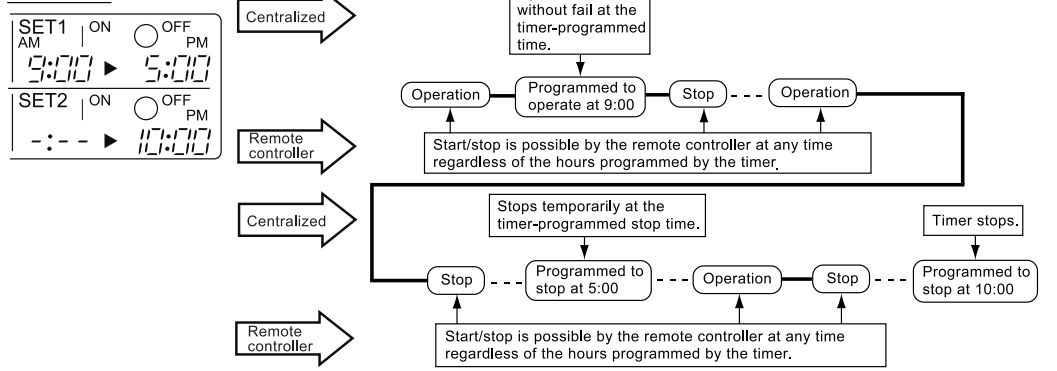 SET1 ON OFF
AM PM
9:00 ▶ 5:00
SET2 ON OFF
PM
-:-- ▶ 10:00
Centralized
without fail at the
timer-programmed
time.
Operation
Programmed to
operate at 9:00
Stop
Operation
Remote
controller
Start/stop is possible by the remote controller at any time
regardless of the hours programmed by the timer.
Centralized
Stops temporarily at the
timer-programmed stop time.
Timer stops.
Stop
Programmed to
stop at 5:00
Operation
Stop
Programmed to
stop at 10:00
Remote
controller
Start/stop is possible by the remote controller at any time
regardless of the hours programmed by the timer.